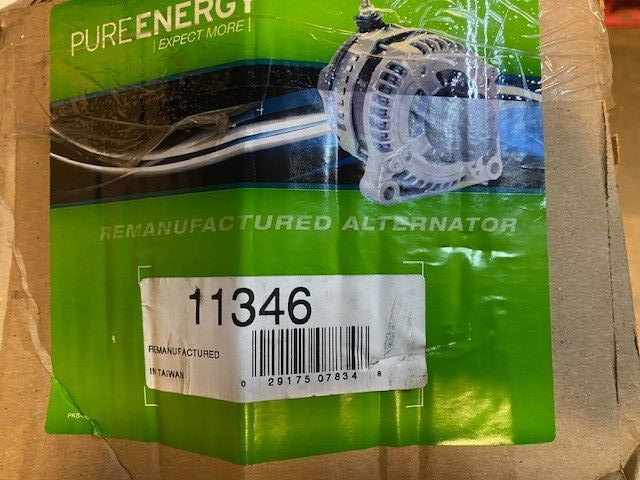 PUREENERGY
EXPECT MORE
REMANUFACTURED ALTERNATOR
11346
REMANUFACTURED
IN TAIWAN
0 29175 07834 8